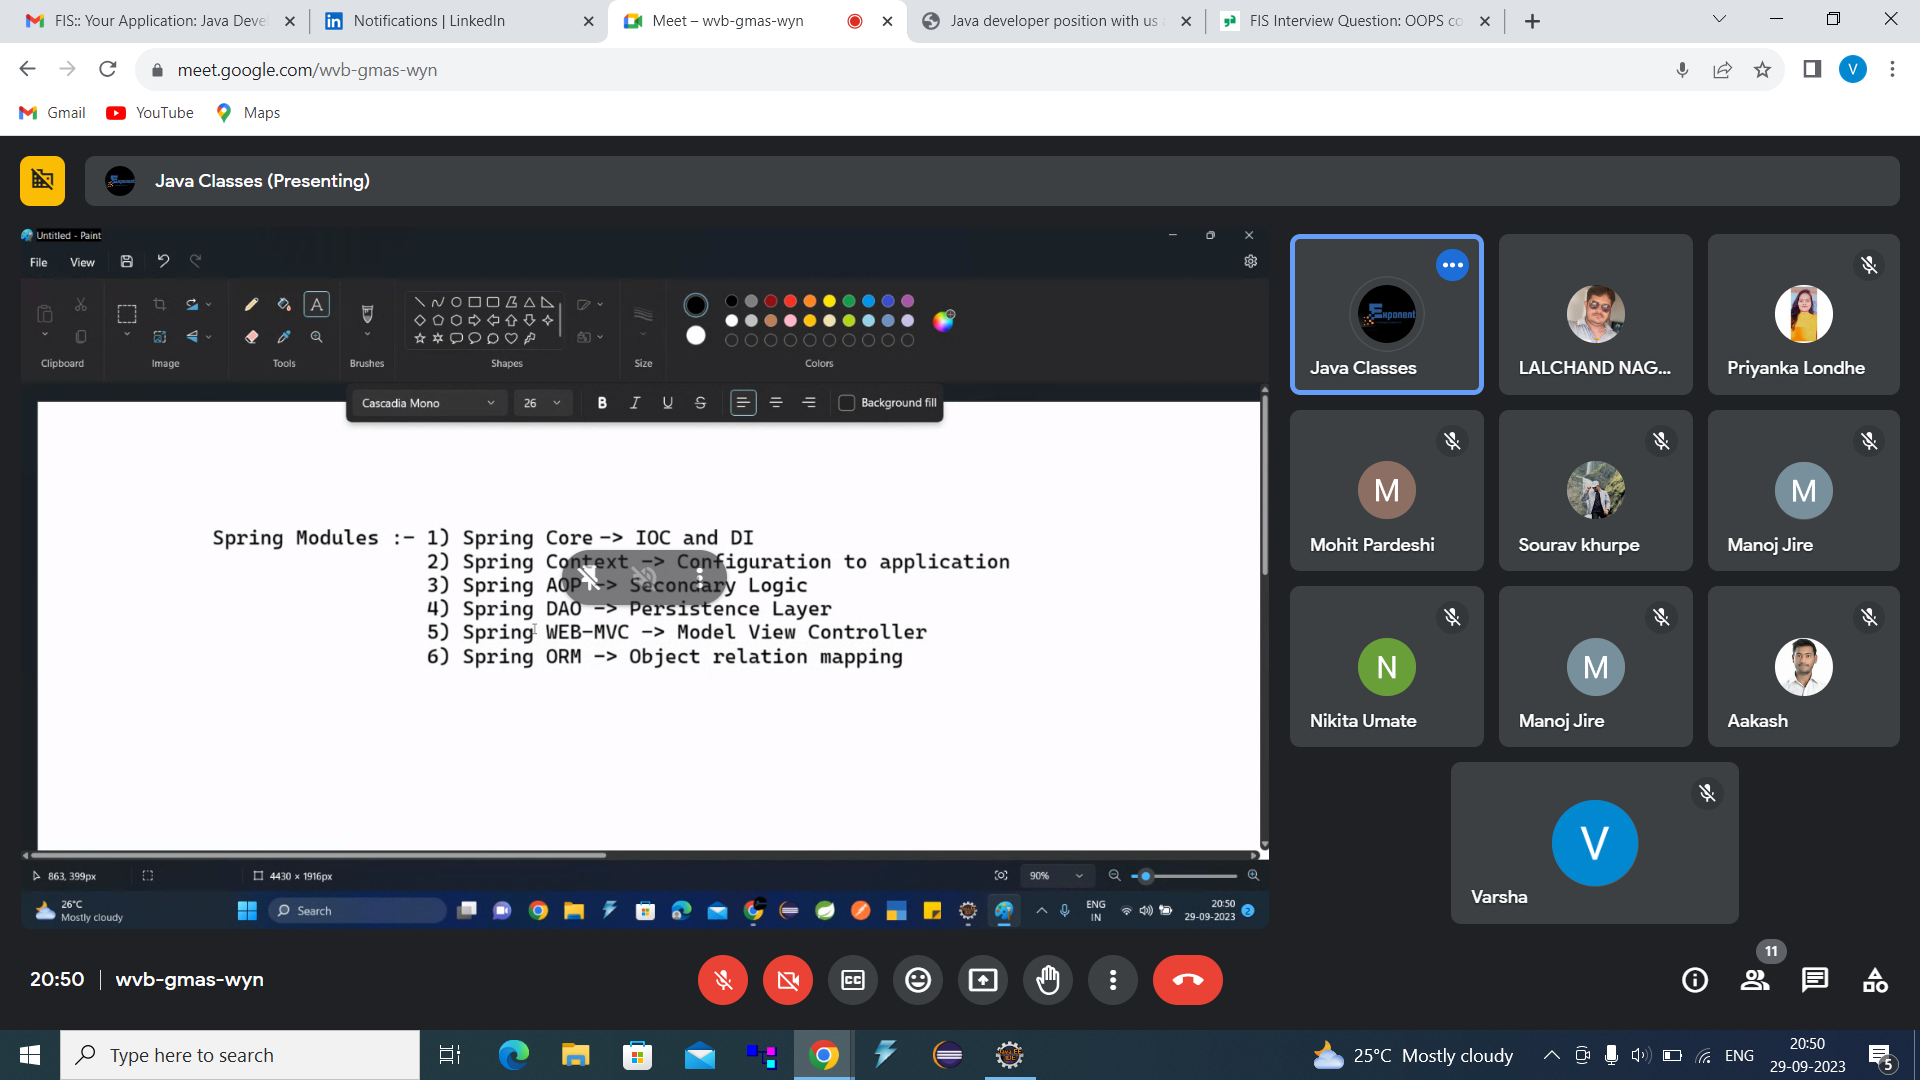 FIS:: Your Application: Java Devel
Notifications | LinkedIn
Meet – wvb-gmas-wyn
Java developer position with us
FIS Interview Question: OOPS co
meet.google.com/wvb-gmas-wyn
V
Gmail
YouTube
Maps
Java Classes (Presenting)
Untitled - Paint
File
View
Clipboard
Image
Tools
Brushes
Shapes
Size
Colors
Cascadia Mono
26
B
I
U
S
Background fill
Spring Modules :- 1) Spring Core -> IOC and DI
2) Spring Context -> Configuration to application
3) Spring AOP -> Secondary Logic
4) Spring DAO -> Persistence Layer
5) Spring WEB-MVC -> Model View Controller
6) Spring ORM -> Object relation mapping
863, 399px
4430 × 1916px
90%
26°C
Mostly cloudy
Search
ENG
IN
20:50
29-09-2023
2
Exponent
Java Classes
LALCHAND NAG...
Priyanka Londhe
M
Mohit Pardeshi
Sourav khurpe
M
Manoj Jire
N
Nikita Umate
M
Manoj Jire
Aakash
V
Varsha
20:50
wvb-gmas-wyn
11
Type here to search
25°C Mostly cloudy
ENG
20:50
29-09-2023
5